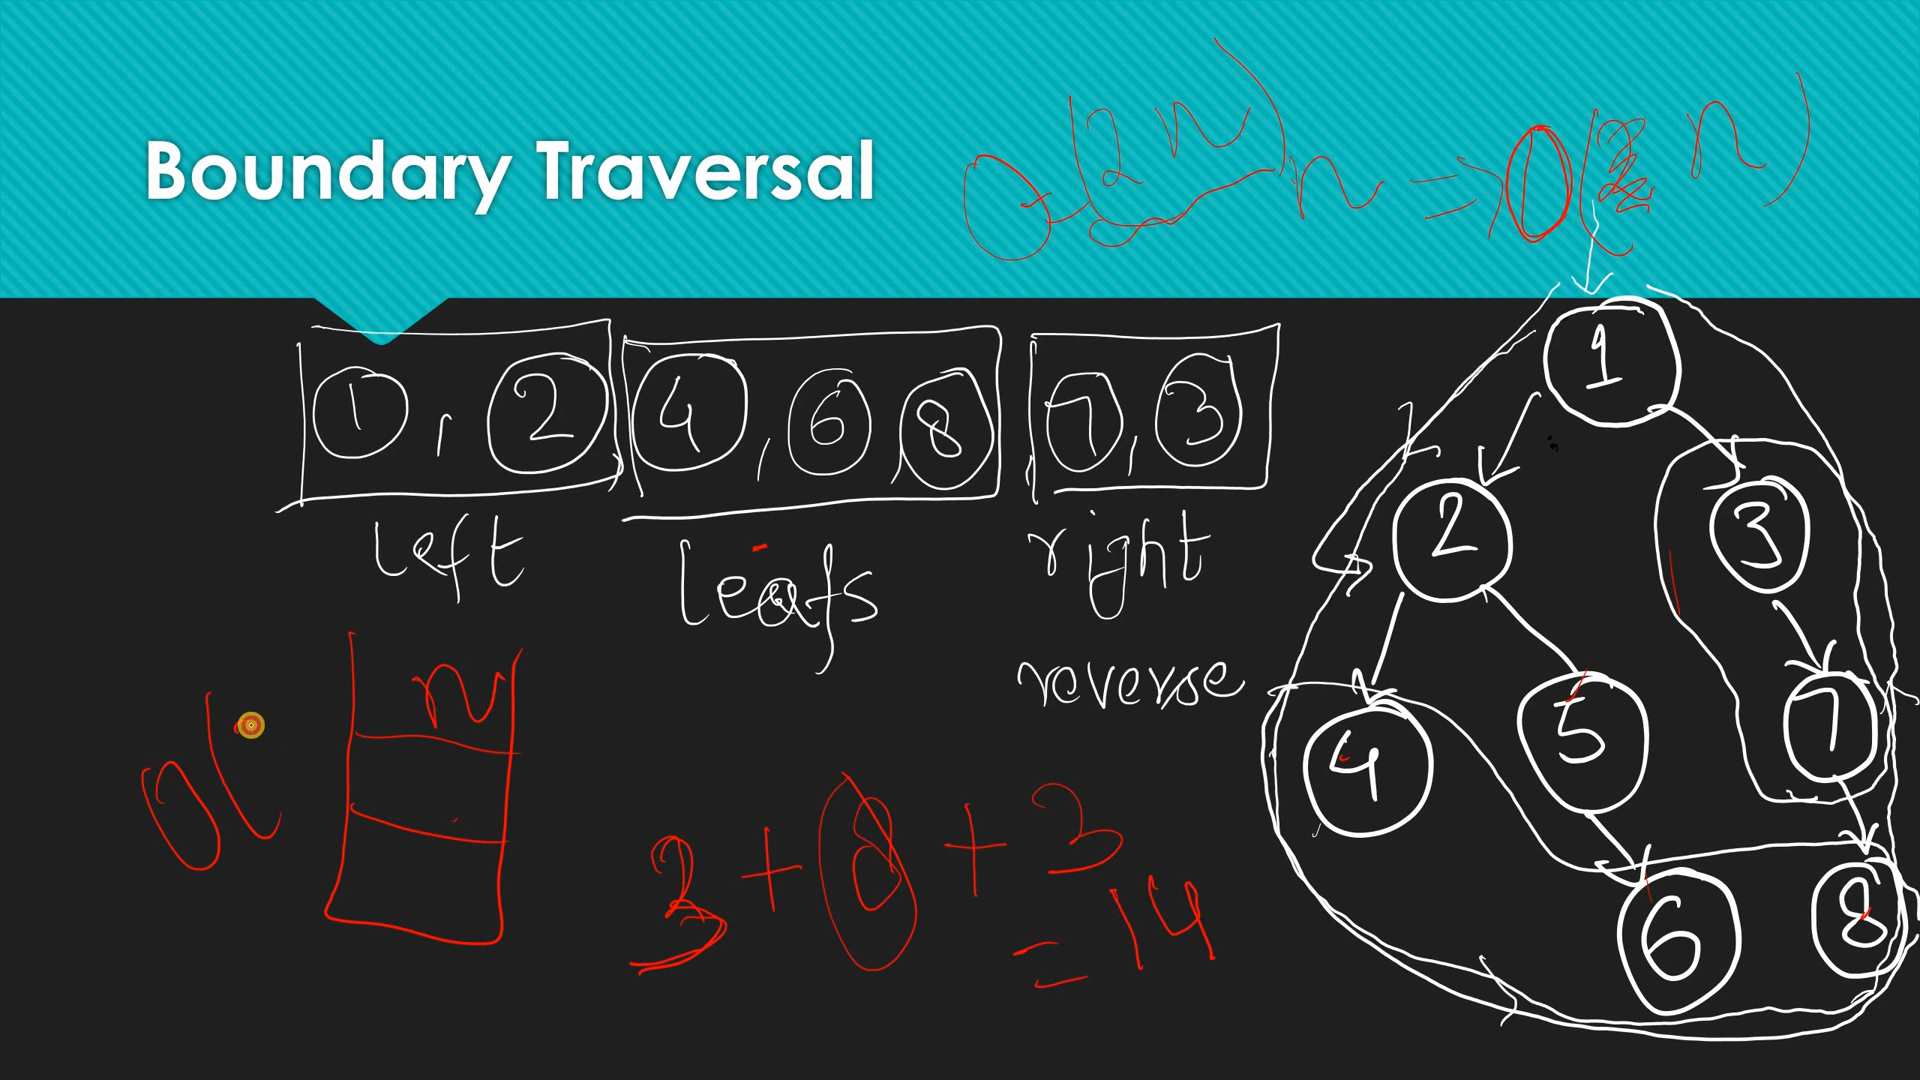 Boundary Traversal
O(2n) n => O(n)
1, 2 4, 6, 8 7, 3
left leafs right
reverse
n
O(
3 + 8 + 3
= 14
1
2 3
4 5 7
6 8